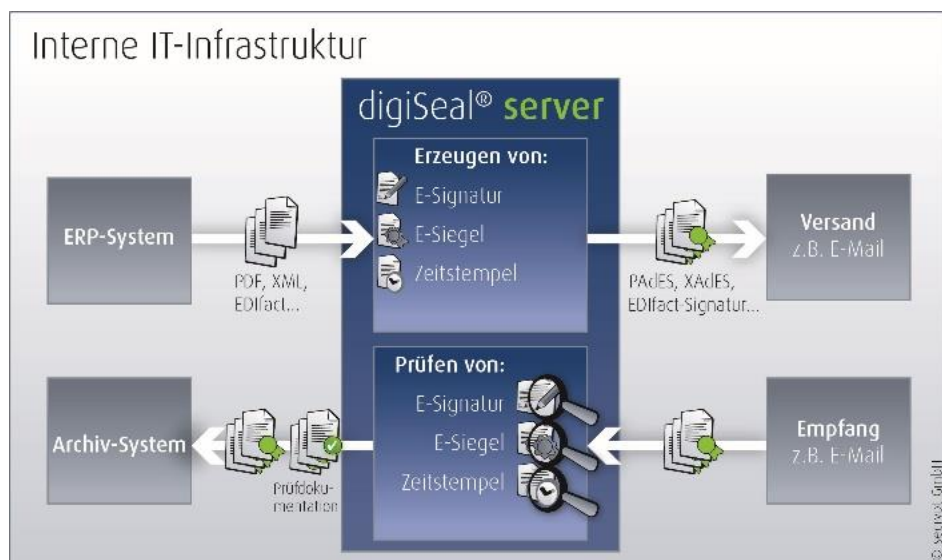 Interne IT-Infrastruktur
digiSeal® server
Erzeugen von:
E-Signatur
E-Siegel
Zeitstempel
ERP-System
PDF, XML,
EDIfact...
PAdES, XAdES,
EDIfact-Signatur...
Versand
z.B. E-Mail
Prüfen von:
E-Signatur
E-Siegel
Zeitstempel
Archiv-System
Prüfdoku-
mentation
Empfang
z.B. E-Mail
© secrypt GmbH